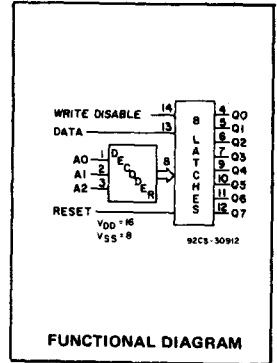 WRITE DISABLE 14
DATA 13
A0 1
A1 2
A2 3
DECODER
8
8 LATCHES
4 Q0
5 Q1
6 Q2
7 Q3
9 Q4
10 Q5
11 Q6
12 Q7
RESET
VDD = 16
VSS = 8
92CS-30912
FUNCTIONAL DIAGRAM